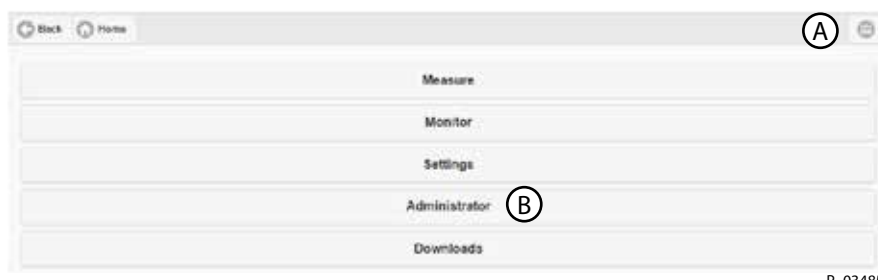 Back Home A
Measure
Monitor
Settings
Administrator B
Downloads